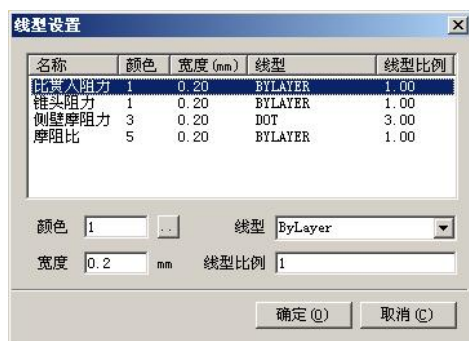 线型设置
名称 颜色 宽度(mm) 线型 线型比例
比贯入阻力 1 0.20 BYLAYER 1.00
锥头阻力 1 0.20 BYLAYER 1.00
侧壁摩阻力 3 0.20 DOT 3.00
摩阻比 5 0.20 BYLAYER 1.00
颜色 1 .. 线型 ByLayer
宽度 0.2 mm 线型比例 1
确定(O) 取消(C)